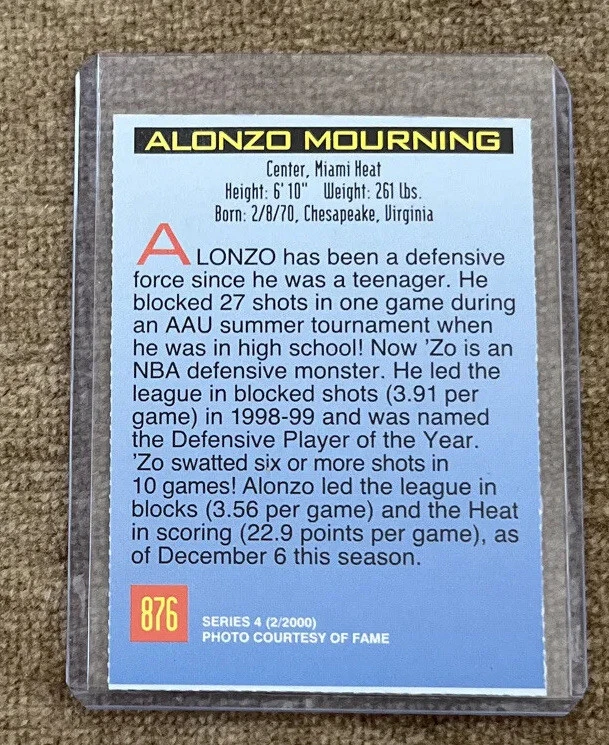 ALONZO MOURNING
Center, Miami Heat
Height: 6' 10" Weight: 261 lbs.
Born: 2/8/70, Chesapeake, Virginia
ALONZO has been a defensive
force since he was a teenager. He
blocked 27 shots in one game during
an AAU summer tournament when
he was in high school! Now 'Zo is an
NBA defensive monster. He led the
league in blocked shots (3.91 per
game) in 1998-99 and was named
the Defensive Player of the Year.
'Zo swatted six or more shots in
10 games! Alonzo led the league in
blocks (3.56 per game) and the Heat
in scoring (22.9 points per game), as
of December 6 this season.
876
SERIES 4 (2/2000)
PHOTO COURTESY OF FAME